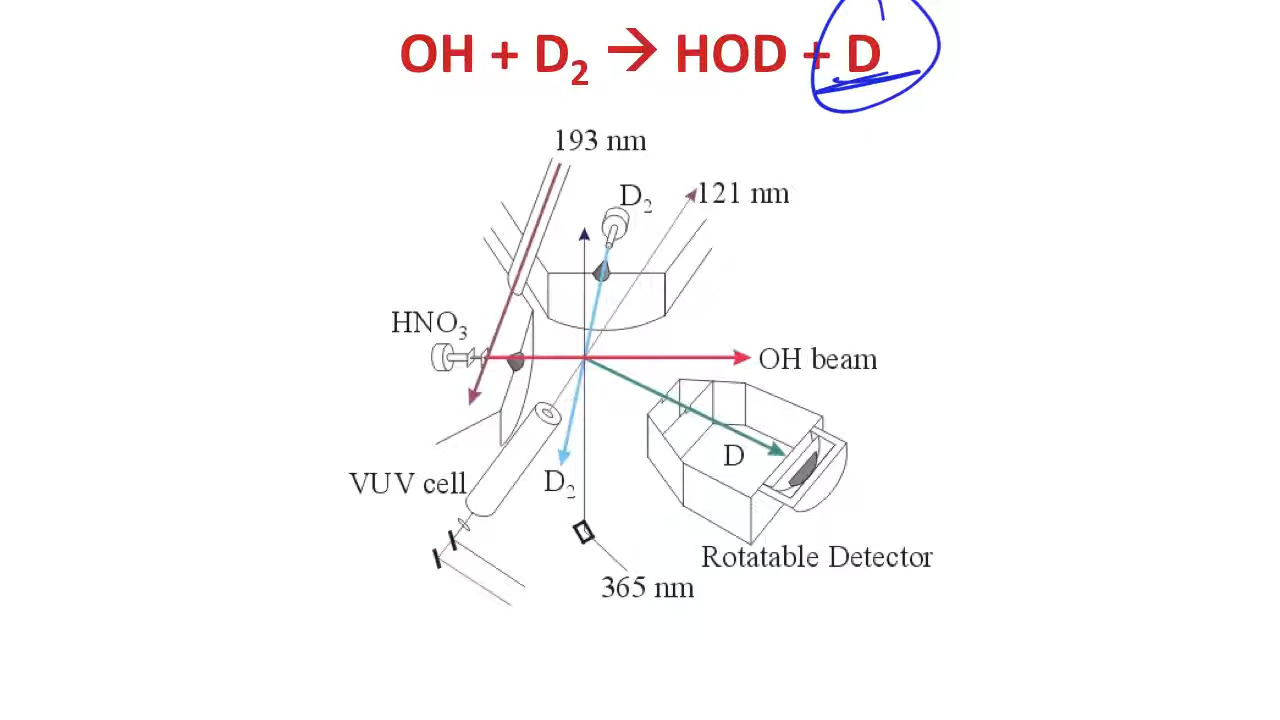 OH + D₂ → HOD + D
193 nm
D₂
121 nm
HNO₃
OH beam
D
VUV cell
D₂
Rotatable Detector
365 nm